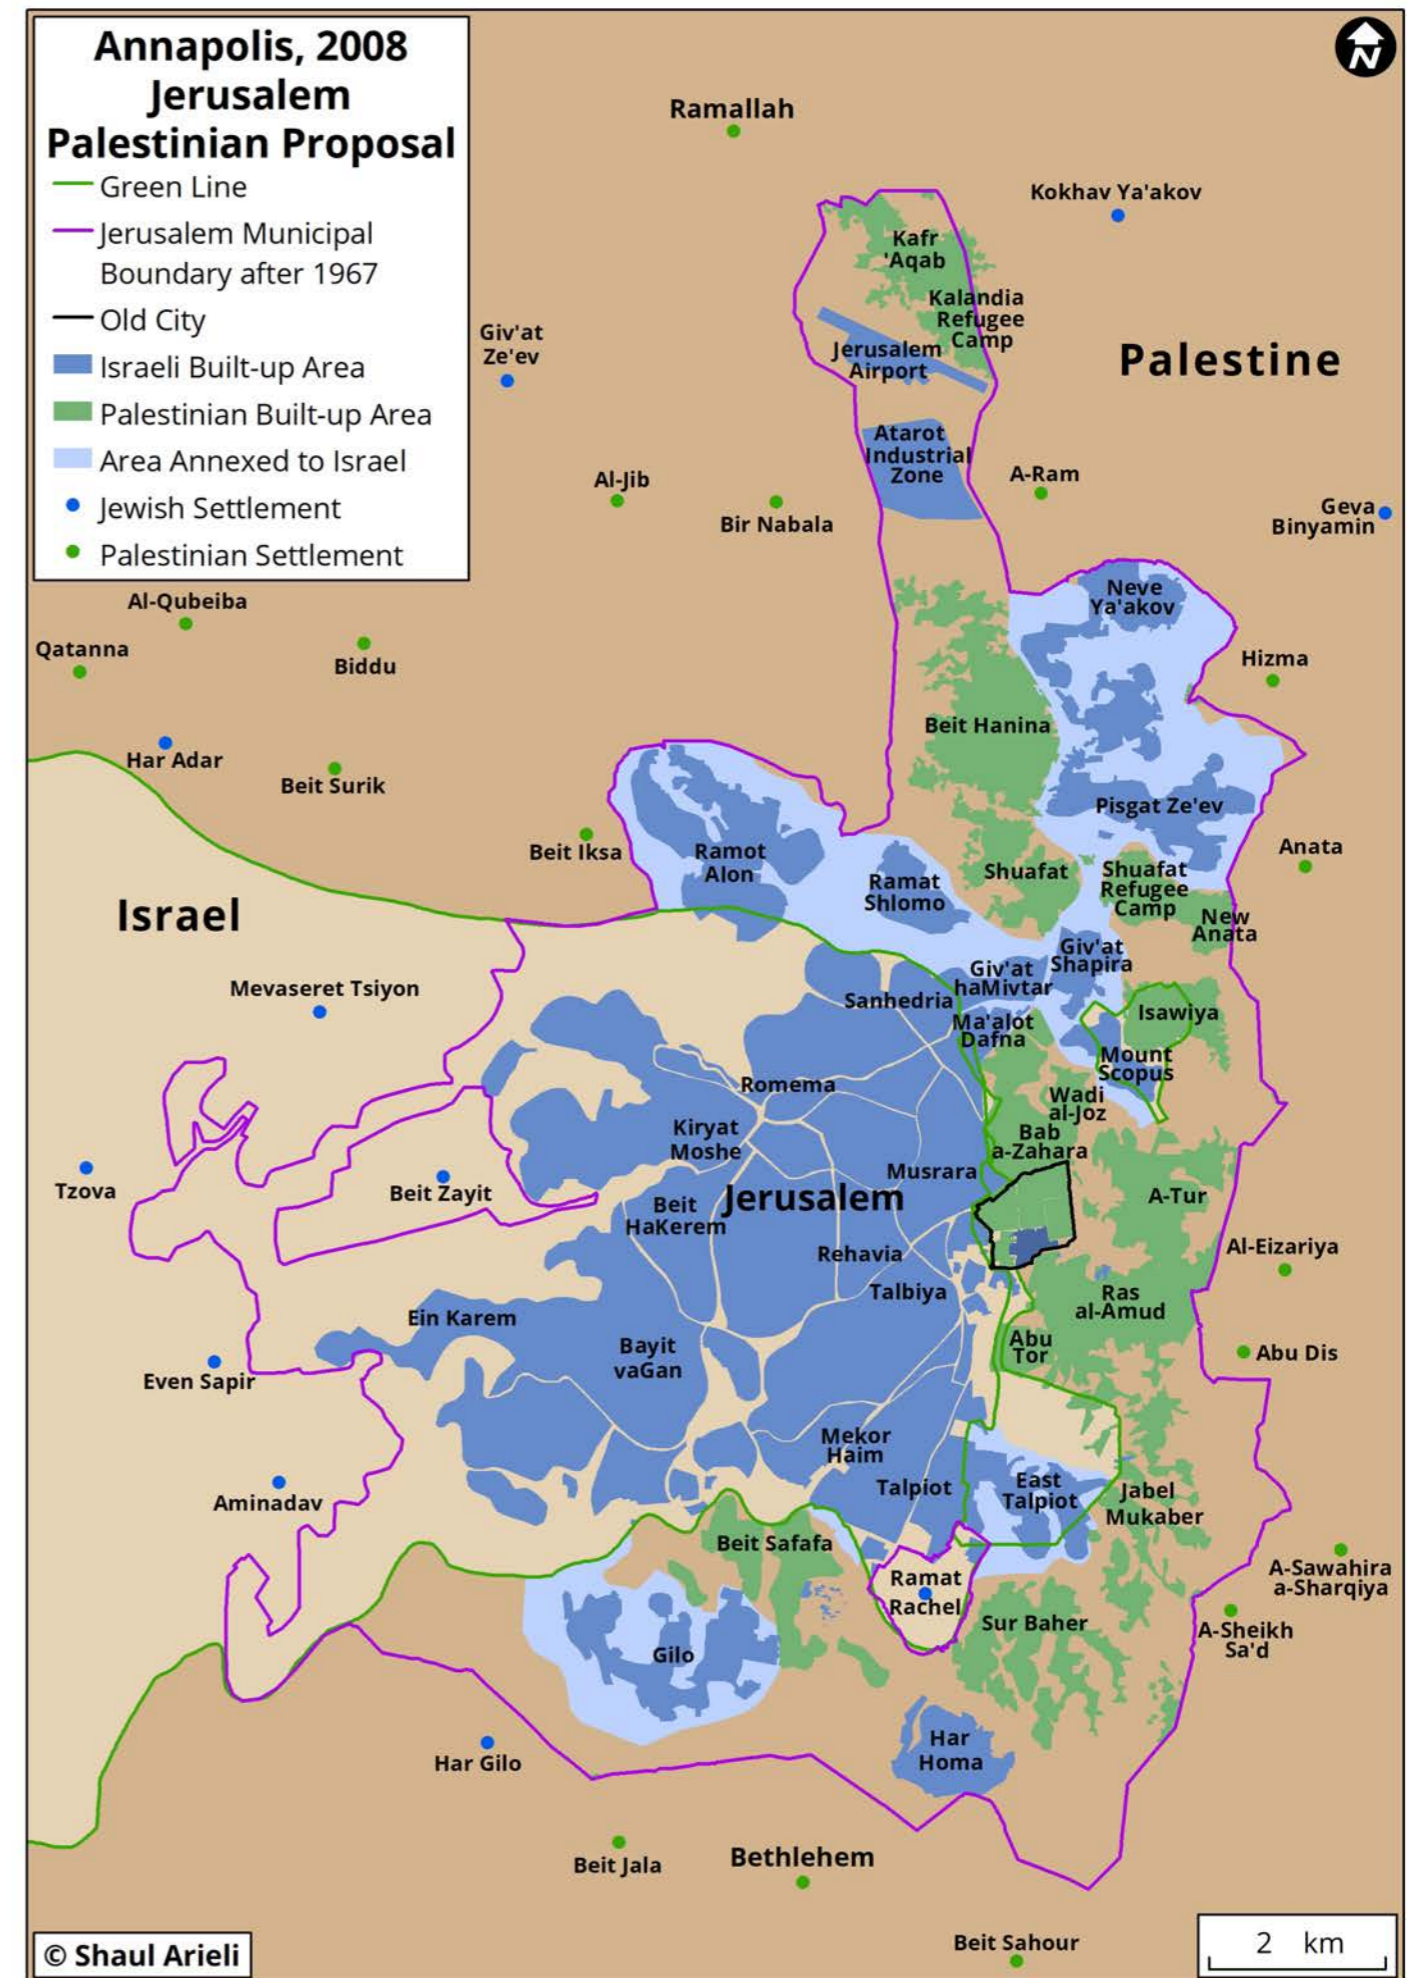 Annapolis, 2008
Jerusalem
Palestinian Proposal
Green Line
Jerusalem Municipal
Boundary after 1967
Old City
Israeli Built-up Area
Palestinian Built-up Area
Area Annexed to Israel
Jewish Settlement
Palestinian Settlement
N
Ramallah
Kokhav Ya'akov
Kafr
'Aqab
Kalandia
Refugee
Camp
Giv'at
Ze'ev
Jerusalem
Airport
Palestine
Atarot
Industrial
Zone
Al-Jib
A-Ram
Bir Nabala
Geva
Binyamin
Al-Qubeiba
Neve
Ya'akov
Qatanna
Biddu
Hizma
Beit Hanina
Har Adar
Beit Surik
Pisgat Ze'ev
Beit Iksa
Ramot
Alon
Anata
Shuafat
Shuafat
Refugee
Camp
Ramat
Shlomo
Israel
New
Anata
Giv'at
Shapira
Giv'at
haMivtar
Mevaseret Tsiyon
Sanhedria
Isawiya
Ma'alot
Dafna
Mount
Scopus
Romema
Wadi
al-Joz
Kiryat
Moshe
Bab
a-Zahara
Musrara
Tzova
Beit Zayit
Jerusalem
A-Tur
Beit
HaKerem
Rehavia
Al-Eizariya
Talbiya
Ras
al-Amud
Ein Karem
Abu
Tor
Bayit
vaGan
Abu Dis
Even Sapir
Mekor
Haim
Talpiot
East
Talpiot
Jabel
Mukaber
Aminadav
Beit Safafa
A-Sawahira
a-Sharqiya
Ramat
Rachel
Sur Baher
A-Sheikh
Sa'd
Gilo
Har
Homa
Har Gilo
Beit Jala
Bethlehem
Beit Sahour
© Shaul Arieli
2 km